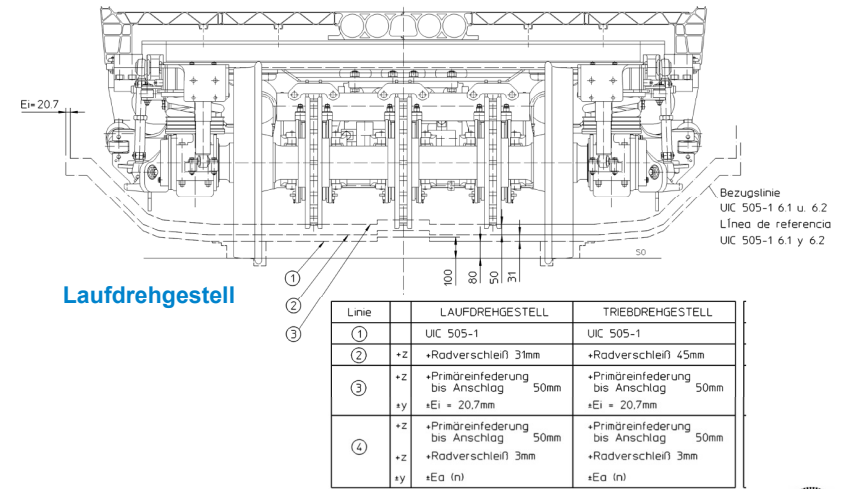 Ei= 20.7
Bezugslinie
UIC 505-1 6.1 u. 6.2
LÍnea de referencia
UIC 505-1 6.1 y 6.2
SO
100
80
50
31
1
2
3
Laufdrehgestell
Linie LAUFDREHGESTELL TRIEBDREHGESTELL
1 UIC 505-1 UIC 505-1
2 +z +Radverschleiß 31mm +Radverschleiß 45mm
3 +z +Primäreinfederung bis Anschlag 50mm +Primäreinfederung bis Anschlag 50mm
±y ±Ei = 20,7mm ±Ei = 20,7mm
4 +z +Primäreinfederung bis Anschlag 50mm +Primäreinfederung bis Anschlag 50mm
+z +Radverschleiß 3mm +Radverschleiß 3mm
±y ±Ea (n) ±Ea (n)